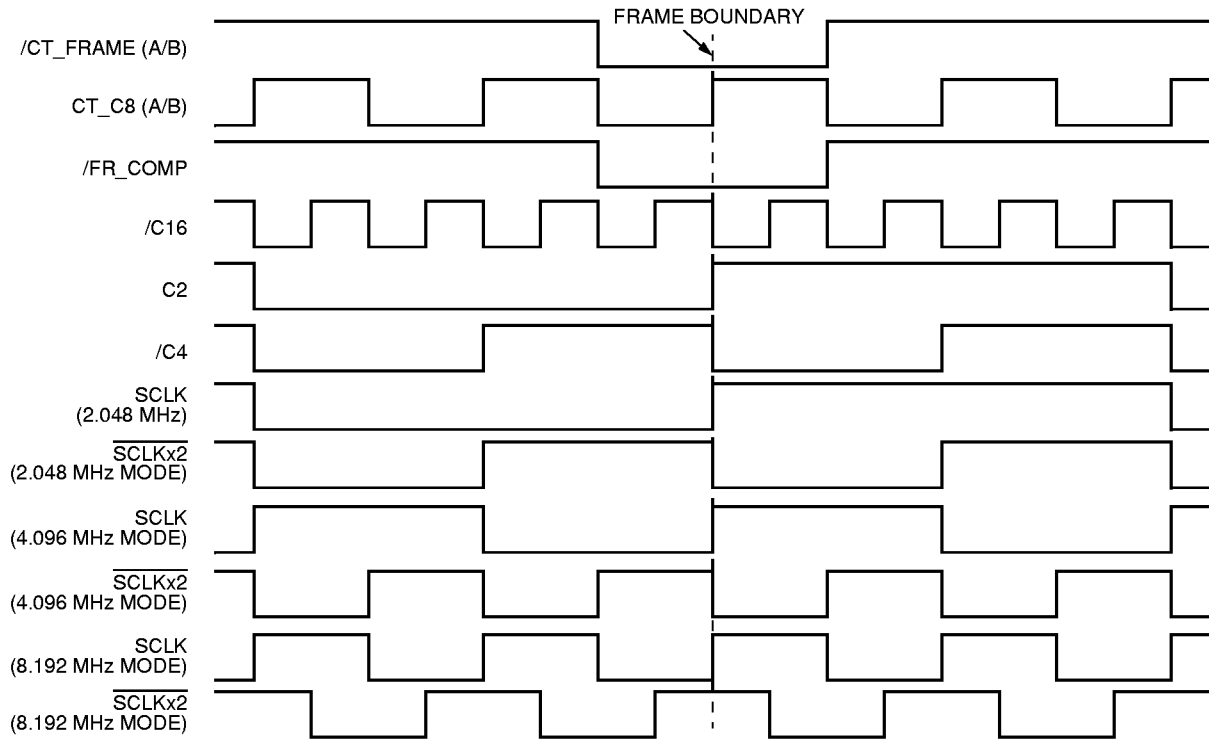 FRAME BOUNDARY
/CT_FRAME (A/B)
CT_C8 (A/B)
/FR_COMP
/C16
C2
/C4
SCLK
(2.048 MHz)
SCLKx2
(2.048 MHz MODE)
SCLK
(4.096 MHz MODE)
SCLKx2
(4.096 MHz MODE)
SCLK
(8.192 MHz MODE)
SCLKx2
(8.192 MHz MODE)